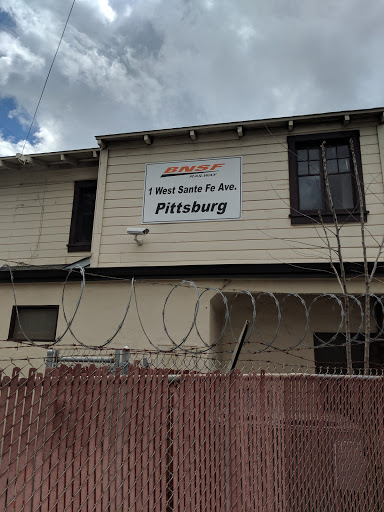 BNSF
RAILWAY
1 West Sante Fe Ave.
Pittsburg